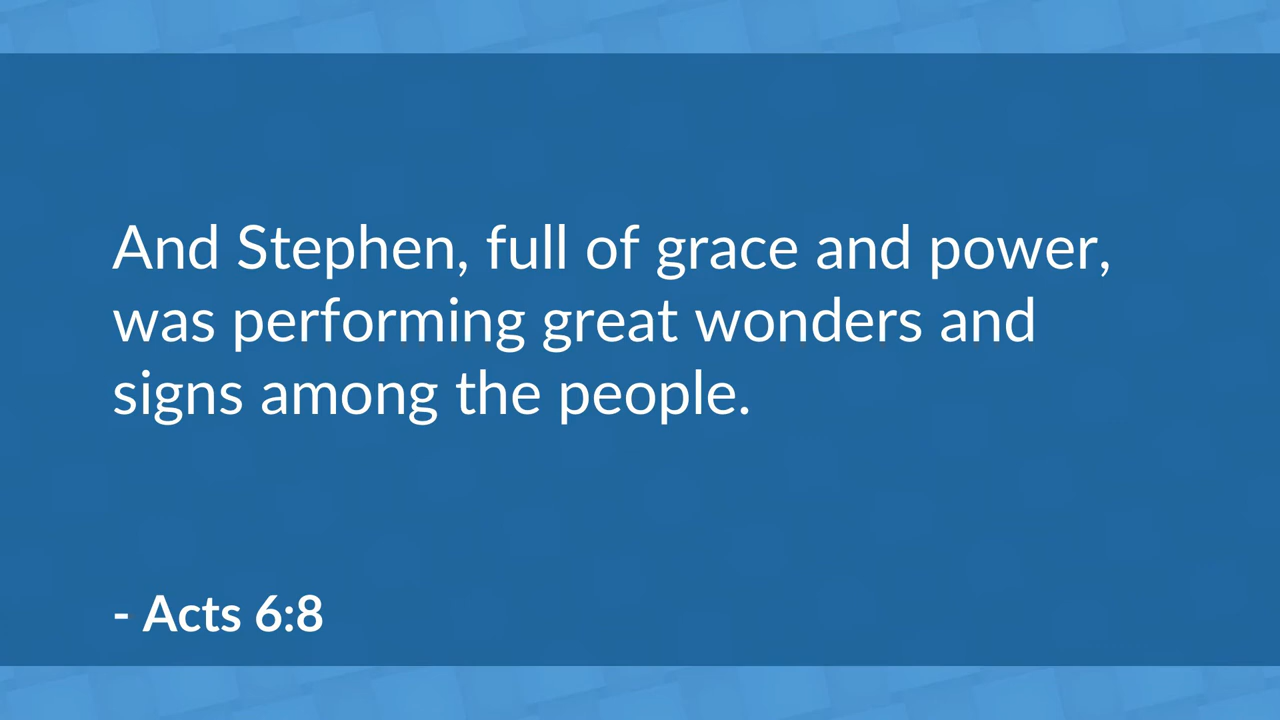 And Stephen, full of grace and power,
was performing great wonders and
signs among the people.
- Acts 6:8